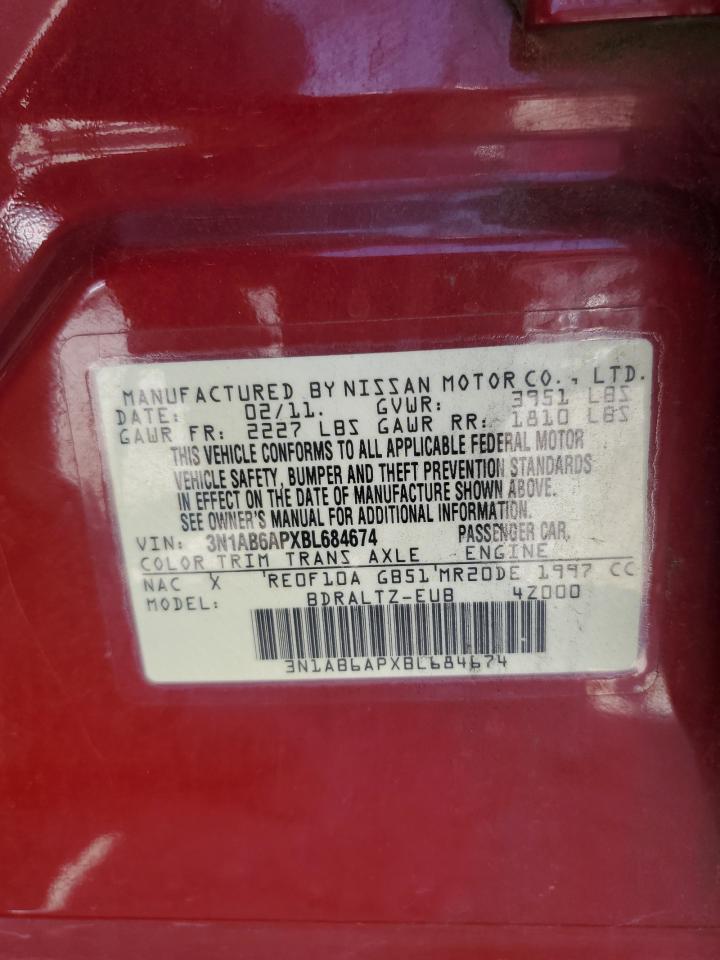 MANUFACTURED BY NISSAN MOTOR CO., LTD.
DATE: 02/11. GVWR: 3951 LBS
GAWR FR: 2227 LBS GAWR RR: 1810 LBS
THIS VEHICLE CONFORMS TO ALL APPLICABLE FEDERAL MOTOR
VEHICLE SAFETY, BUMPER AND THEFT PREVENTION STANDARDS
IN EFFECT ON THE DATE OF MANUFACTURE SHOWN ABOVE.
SEE OWNER'S MANUAL FOR ADDITIONAL INFORMATION.
VIN: 3N1AB6APXBL684674 PASSENGER CAR,
COLOR TRIM TRANS AXLE ENGINE
NAC X 'RE0F10A GB51'MR20DE 1997 CC
MODEL: BDRALTZ-EUB 4Z000
3N1AB6APXBL684674